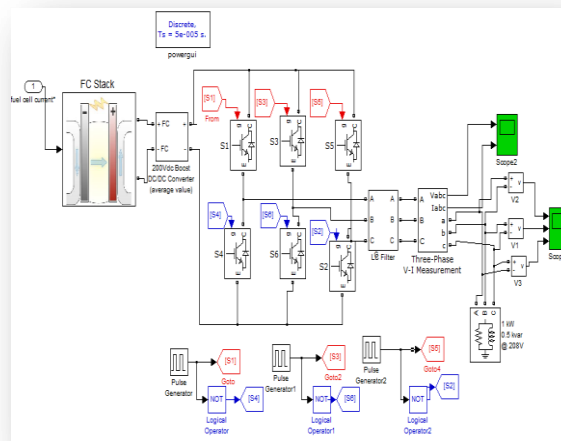 Discrete,
Ts = 5e-005 s.
powergui
1
fuel cell current*
FC Stack
+ FC
- FC
+
-
200Vdc Boost
DC/DC Converter
(average value)
[S1]
From
[S3]
[S5]
g
C
E
S1
S3
S5
[S4]
[S6]
[S2]
S4
S6
S2
A
B
C
LC Filter
A
B
C
Vabc
Iabc
a
b
c
Three-Phase
V-I Measurement
Scope2
+
-
v
V2
+
-
v
V1
+
-
v
V3
Scop
A B C
1 kW
0.5 kvar
@ 208V
Pulse
Generator
[S1]
Goto
NOT
[S4]
Logical
Operator
Pulse
Generator1
[S3]
Goto2
NOT
[S6]
Logical
Operator1
Pulse
Generator2
[S5]
Goto4
NOT
[S2]
Logical
Operator2